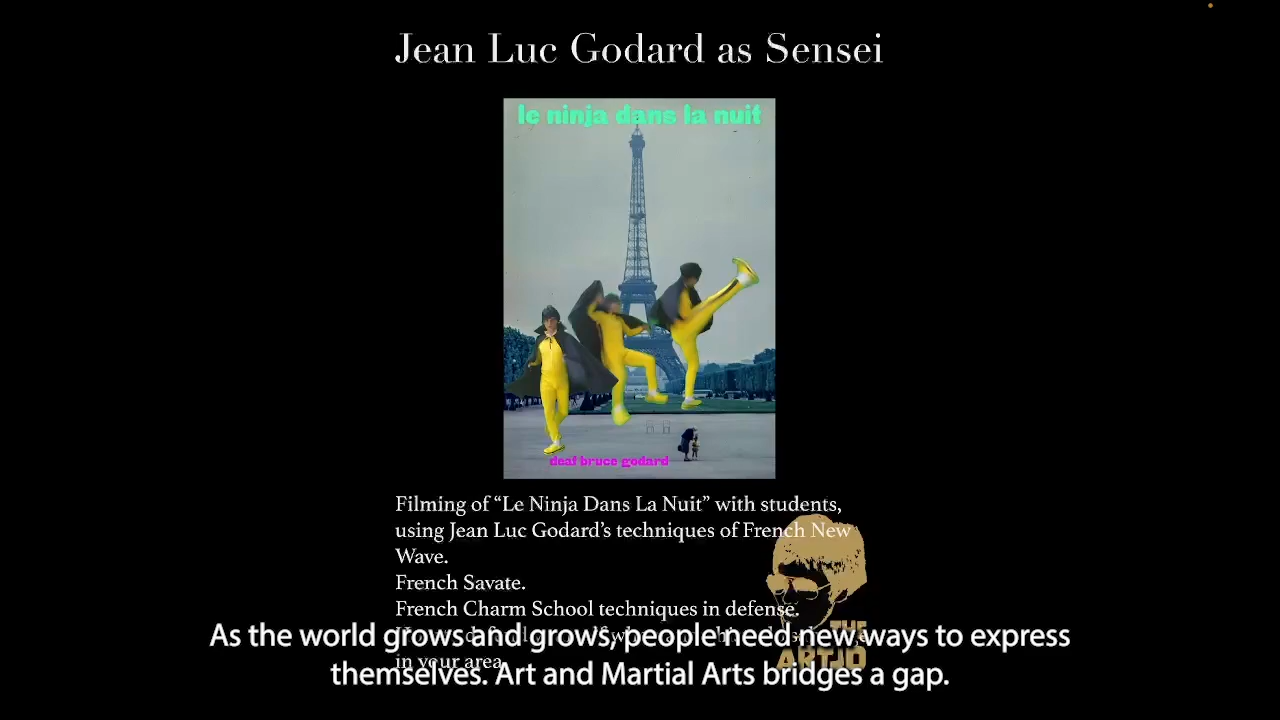 Jean Luc Godard as Sensei
le ninja dans la nuit
deaf bruce godard
Filming of “Le Ninja Dans La Nuit” with students,
using Jean Luc Godard’s techniques of French New
Wave.
French Savate.
French Charm School techniques in defense.
in your area
THE
ARTJO
As the world grows and grows, people need new ways to express
themselves. Art and Martial Arts bridges a gap.